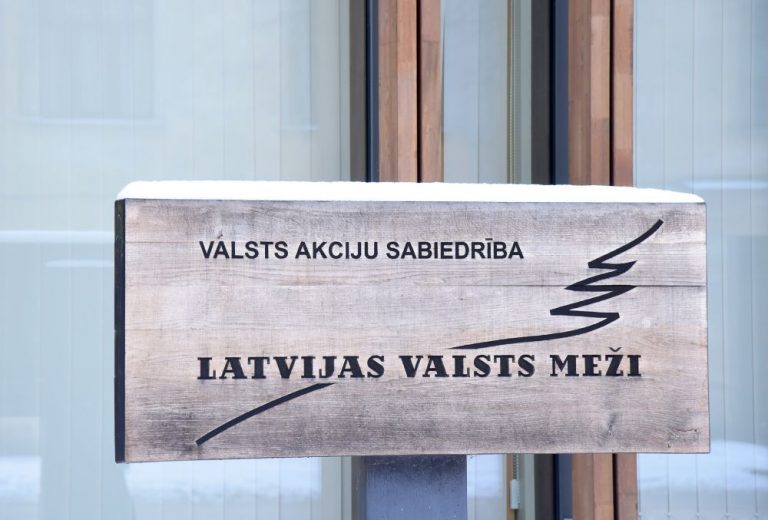 VALSTS AKCIJU SABIEDRĪBA
LATVIJAS VALSTS MEŽI